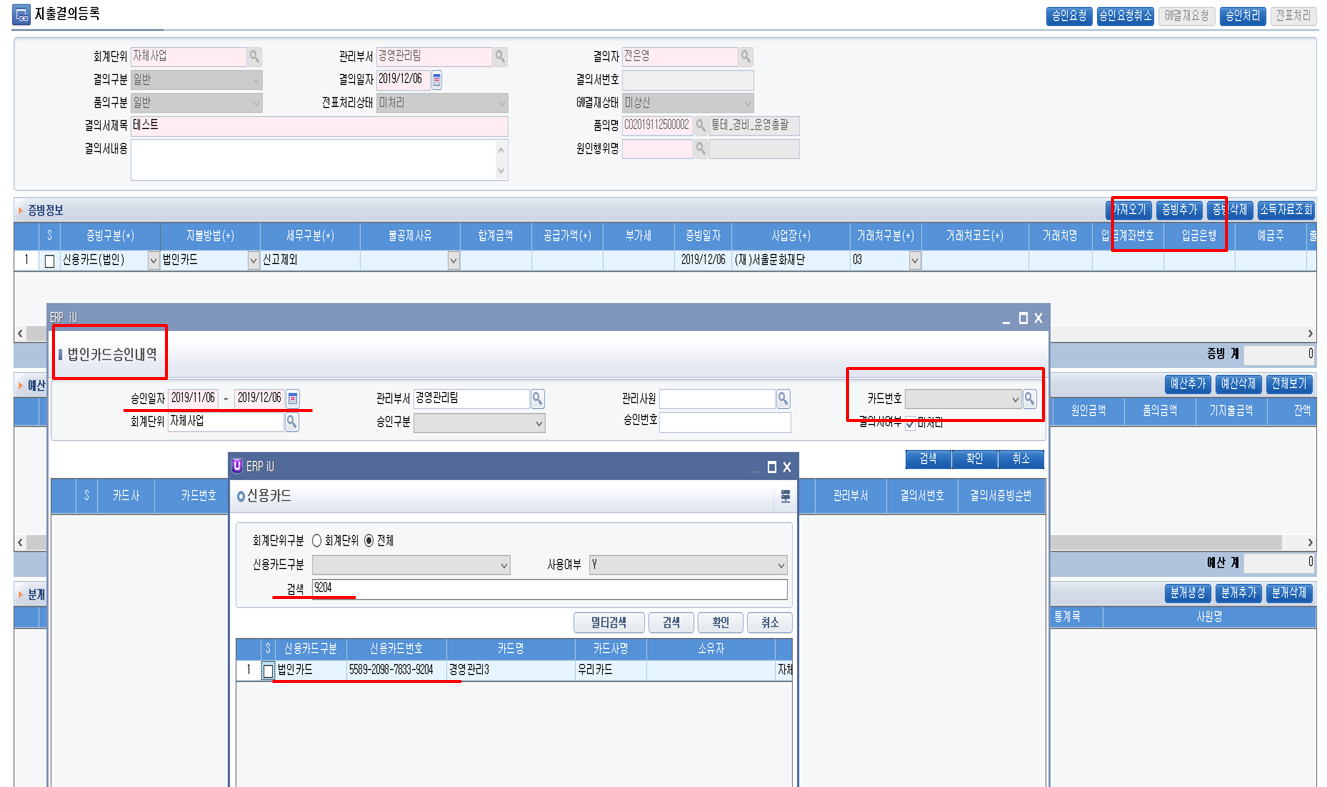 지출결의등록
승인요청 승인요청취소 GW결재요청 승인처리 전표처리
회계단위 자체사업 관리부서 경영관리팀 결의자 전은영
결의구분 일반 결의일자 2019/12/06 결의서번호
품의구분 일반 전표처리상태 미처리 GW결재상태 미상신
결의서제목 테스트 품의명 C02019112500002 통테_경비_운영총괄
결의서내용 원인행위명
증빙정보 가져오기 증빙추가 증빙삭제 소득자료조회
S 증빙구분(+) 지불방법(+) 세무구분(+) 불공제사유 합계금액 공급가액(+) 부가세 증빙일자 사업장(+) 거래처구분(+) 거래처코드(+) 거래처명 입금계좌번호 입금은행 예금주 출
1 신용카드(법인) 법인카드 신고제외 2019/12/06 (재)서울문화재단 03
ERP iU
증빙 계 0
법인카드승인내역
예산 예산추가 예산삭제 전체보기
승인일자 2019/11/06 ~ 2019/12/06 관리부서 경영관리팀 관리사원 카드번호
원인금액 품의금액 기지출금액 잔액
회계단위 자체사업 승인구분 승인번호 결의서여부 미처리
검색 확인 취소
ERP iU
S 카드사 카드번호 관리부서 결의서번호 결의서증빙순번
신용카드
회계단위구분 회계단위 전체
신용카드구분 사용여부 Y
예산 계 0
검색 9204
분개 분개생성 분개추가 분개삭제
통계목 사원명
멀티검색 검색 확인 취소
S 신용카드구분 신용카드번호 카드명 카드사명 소유자
1 법인카드 5589-2098-7833-9204 경영관리3 우리카드 자체